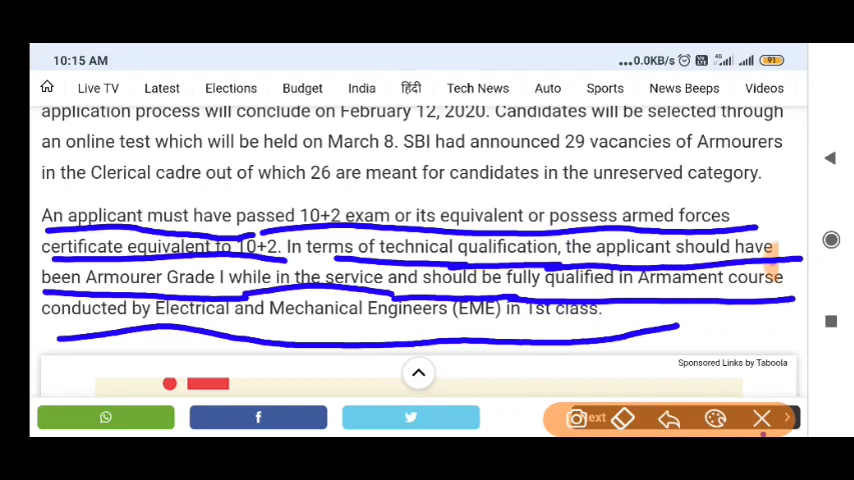 10:15 AM
...0.0KB/s 4G 91
Live TV Latest Elections Budget India हिंदी Tech News Auto Sports News Beeps Videos
application process will conclude on February 12, 2020. Candidates will be selected through
an online test which will be held on March 8. SBI had announced 29 vacancies of Armourers
in the Clerical cadre out of which 26 are meant for candidates in the unreserved category.
An applicant must have passed 10+2 exam or its equivalent or possess armed forces
certificate equivalent to 10+2. In terms of technical qualification, the applicant should have
been Armourer Grade I while in the service and should be fully qualified in Armament course
conducted by Electrical and Mechanical Engineers (EME) in 1st class.
Sponsored Links by Taboola
Next